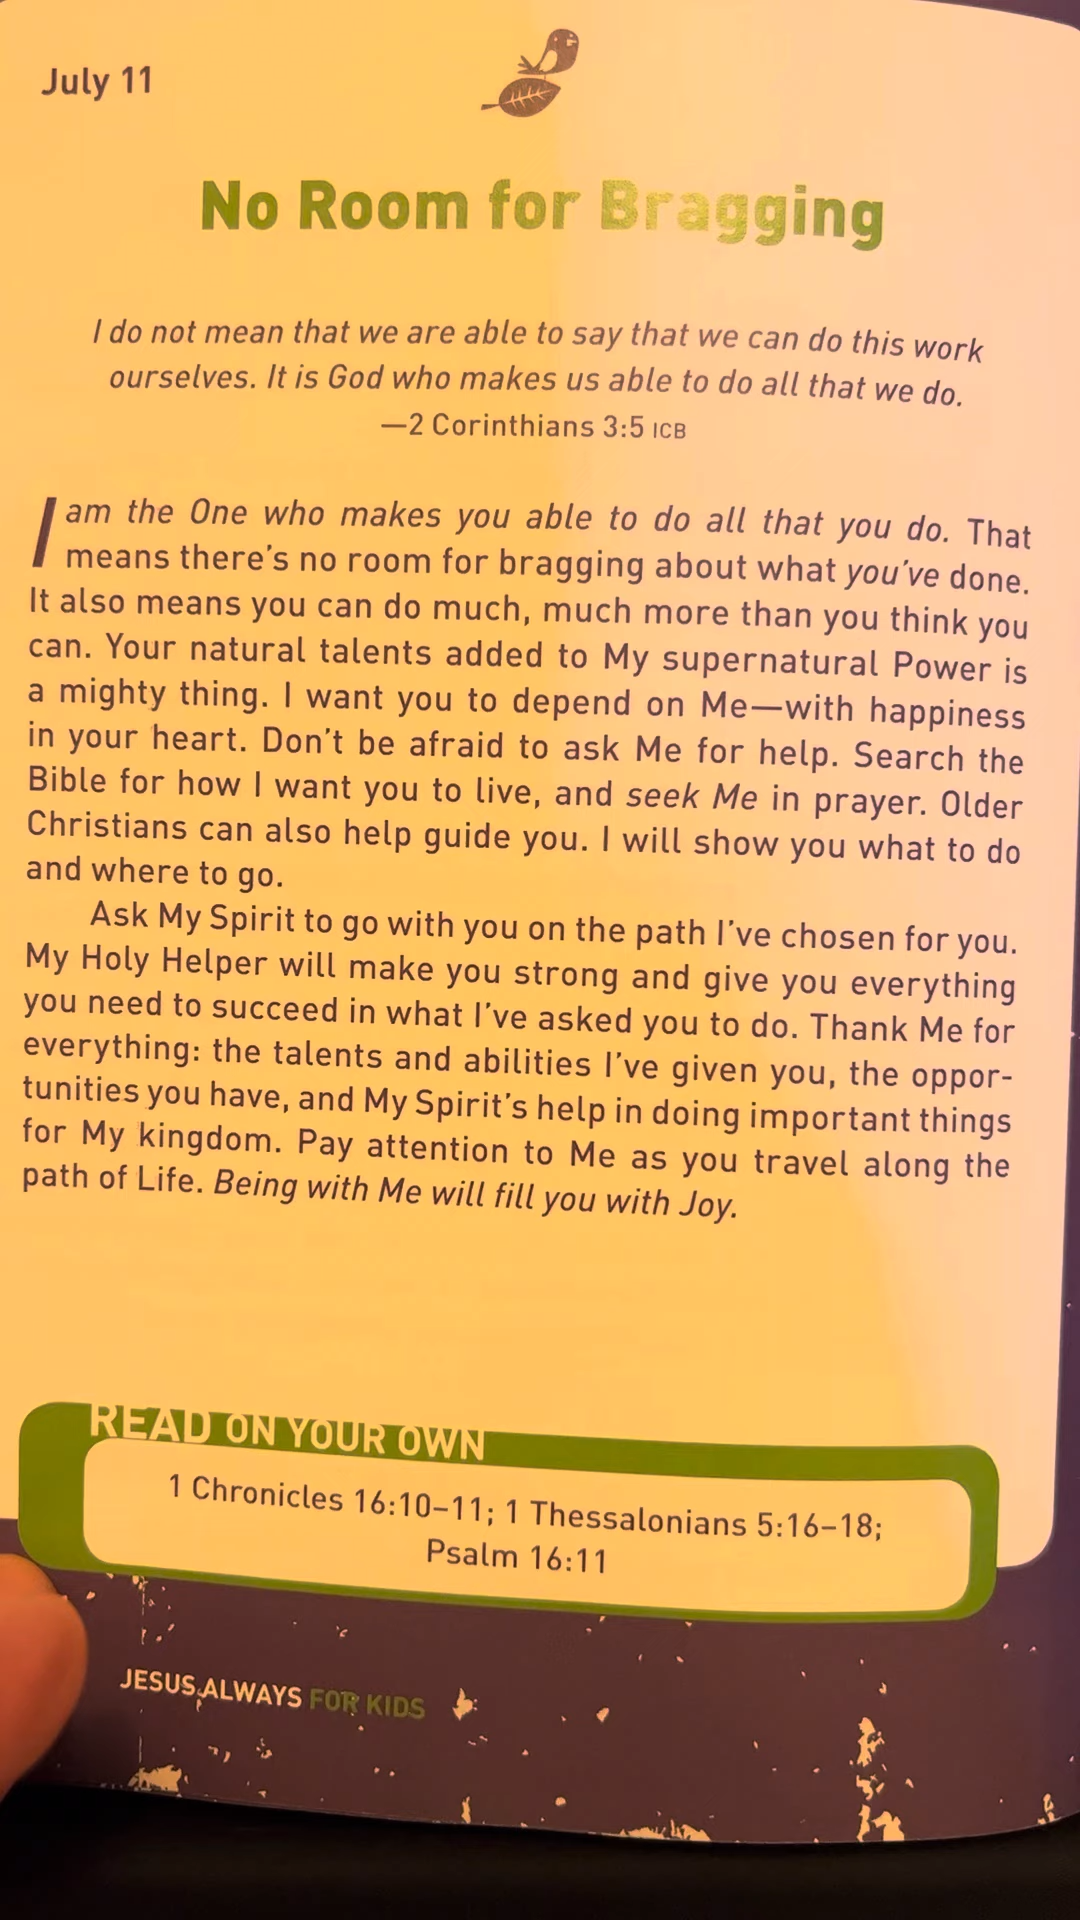 July 11
No Room for Bragging
I do not mean that we are able to say that we can do this work
ourselves. It is God who makes us able to do all that we do.
—2 Corinthians 3:5 ICB
I am the One who makes you able to do all that you do. That
means there's no room for bragging about what you've done.
It also means you can do much, much more than you think you
can. Your natural talents added to My supernatural Power is
a mighty thing. I want you to depend on Me—with happiness
in your heart. Don't be afraid to ask Me for help. Search the
Bible for how I want you to live, and seek Me in prayer. Older
Christians can also help guide you. I will show you what to do
and where to go.
Ask My Spirit to go with you on the path I've chosen for you.
My Holy Helper will make you strong and give you everything
you need to succeed in what I've asked you to do. Thank Me for
everything: the talents and abilities I've given you, the oppor-
tunities you have, and My Spirit's help in doing important things
for My kingdom. Pay attention to Me as you travel along the
path of Life. Being with Me will fill you with Joy.
READ ON YOUR OWN
1 Chronicles 16:10–11; 1 Thessalonians 5:16–18;
Psalm 16:11
JESUS ALWAYS FOR KIDS